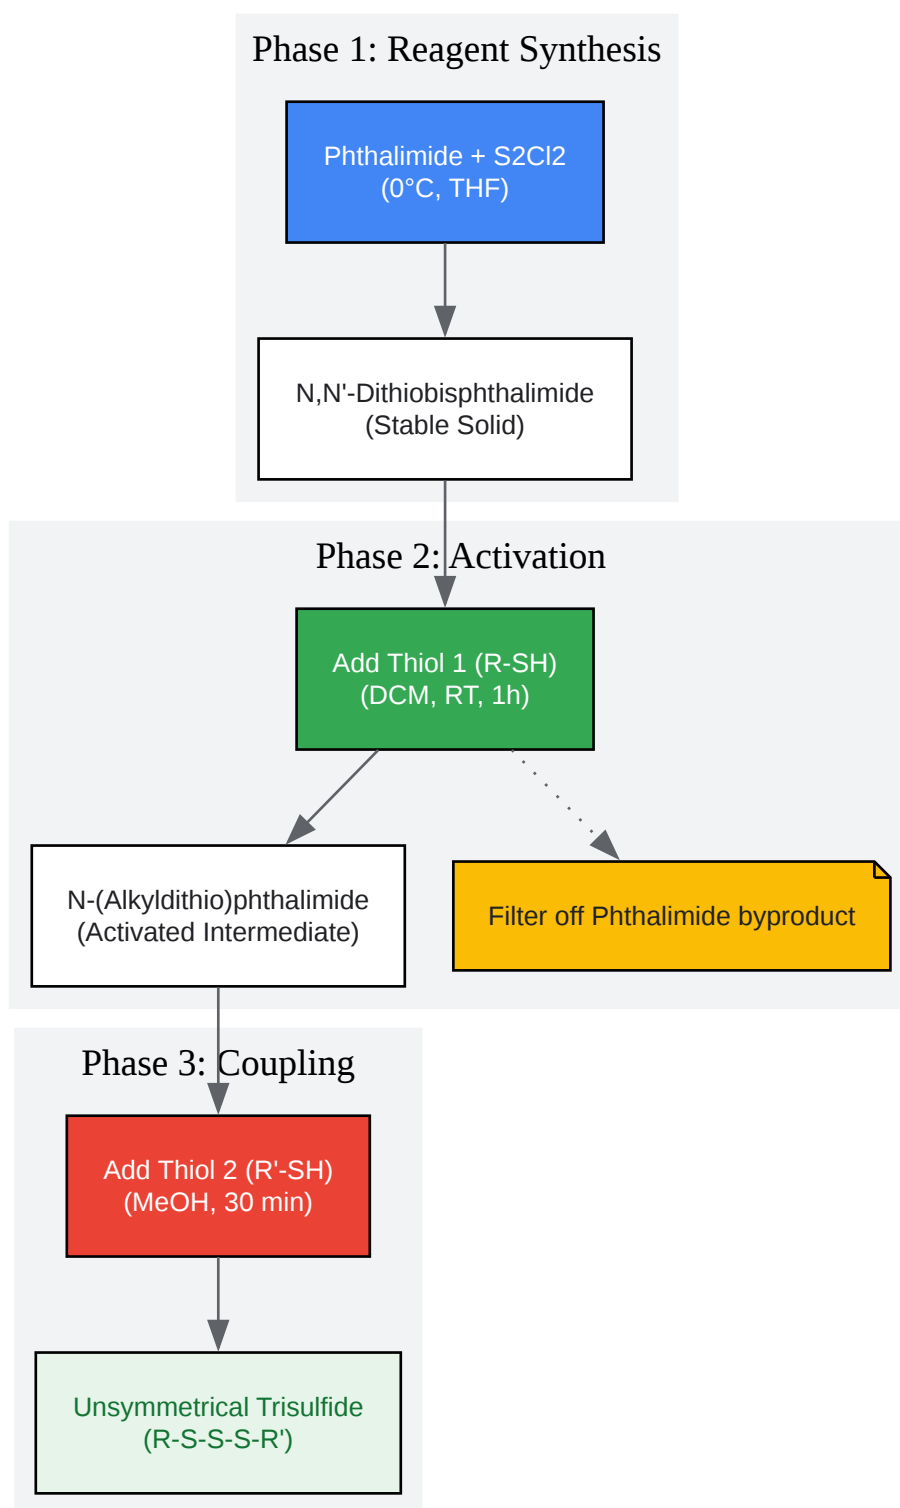 Phase 1: Reagent Synthesis
Phthalimide + S2Cl2
(0°C, THF)
N,N'-Dithiobisphthalimide
(Stable Solid)
Phase 2: Activation
Add Thiol 1 (R-SH)
(DCM, RT, 1h)
N-(Alkyldithio)phthalimide
(Activated Intermediate)
Filter off Phthalimide byproduct
Phase 3: Coupling
Add Thiol 2 (R'-SH)
(MeOH, 30 min)
Unsymmetrical Trisulfide
(R-S-S-S-R')